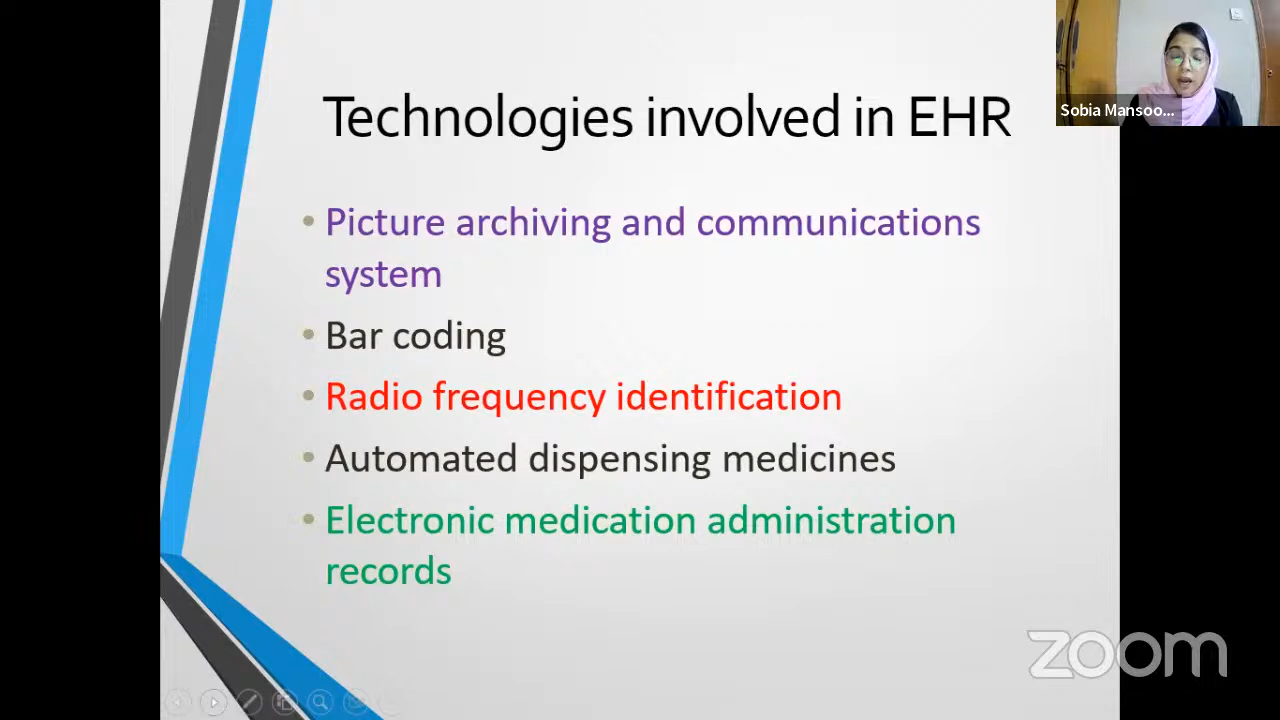 Technologies involved in EHR
Sobia Mansoo...
• Picture archiving and communications
system
• Bar coding
• Radio frequency identification
• Automated dispensing medicines
• Electronic medication administration
records
zoom